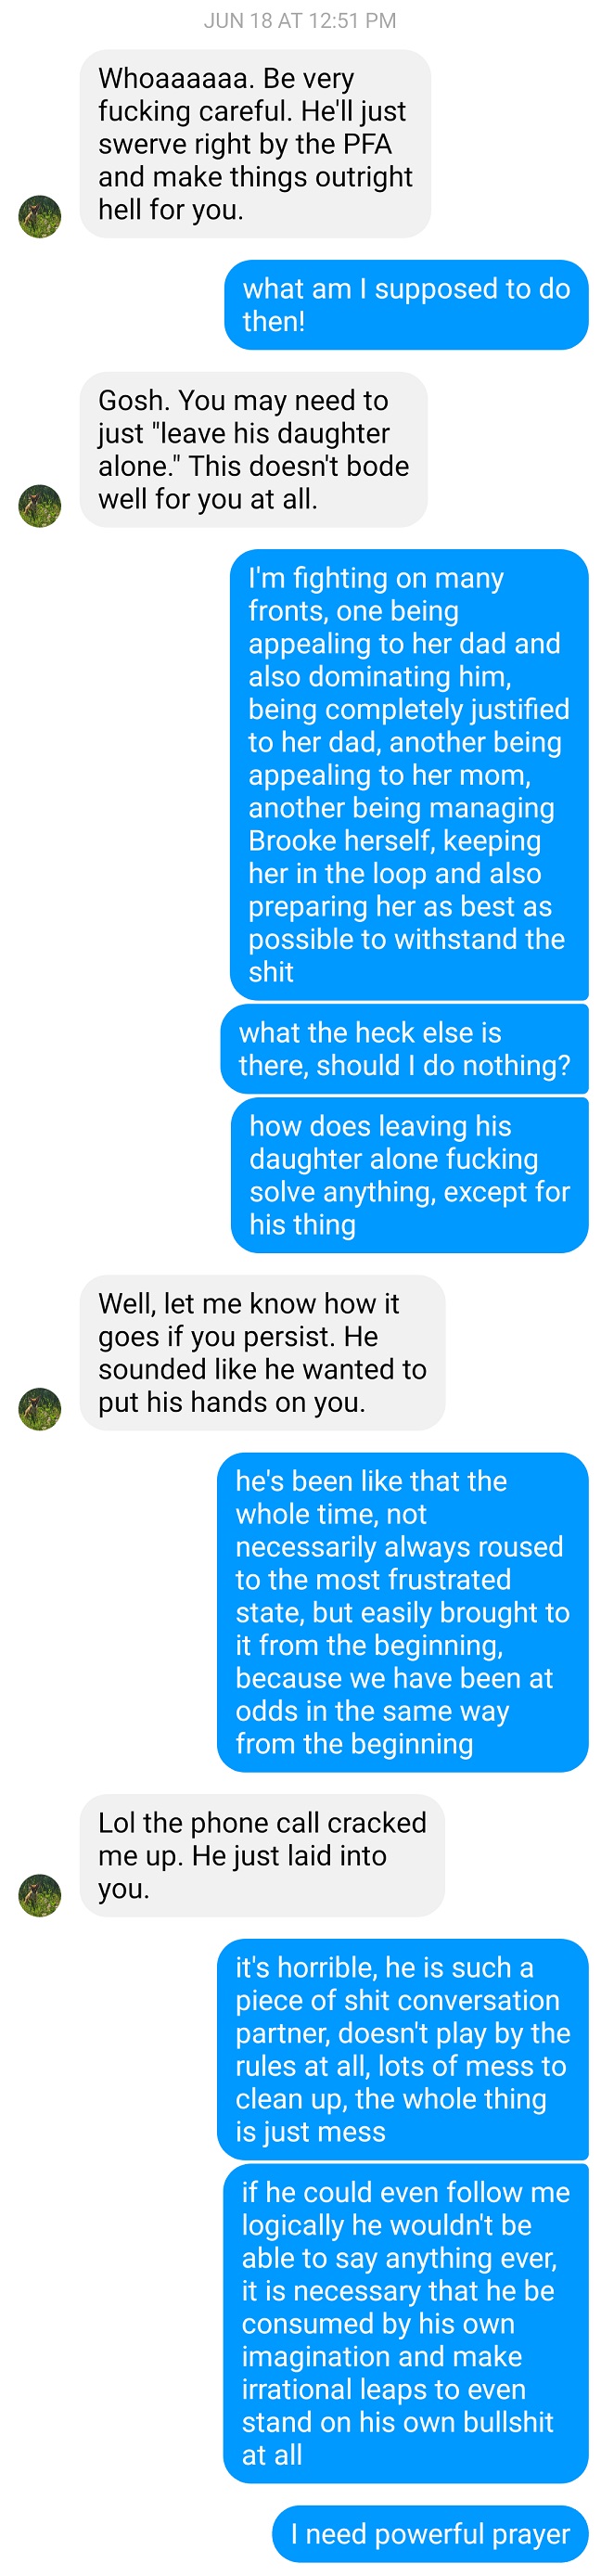 JUN 18 AT 12:51 PM
Whoaaaaaa. Be very
fucking careful. He'll just
swerve right by the PFA
and make things outright
hell for you.
what am I supposed to do
then!
Gosh. You may need to
just "leave his daughter
alone." This doesn't bode
well for you at all.
I'm fighting on many
fronts, one being
appealing to her dad and
also dominating him,
being completely justified
to her dad, another being
appealing to her mom,
another being managing
Brooke herself, keeping
her in the loop and also
preparing her as best as
possible to withstand the
shit
what the heck else is
there, should I do nothing?
how does leaving his
daughter alone fucking
solve anything, except for
his thing
Well, let me know how it
goes if you persist. He
sounded like he wanted to
put his hands on you.
he's been like that the
whole time, not
necessarily always roused
to the most frustrated
state, but easily brought to
it from the beginning,
because we have been at
odds in the same way
from the beginning
Lol the phone call cracked
me up. He just laid into
you.
it's horrible, he is such a
piece of shit conversation
partner, doesn't play by the
rules at all, lots of mess to
clean up, the whole thing
is just mess
if he could even follow me
logically he wouldn't be
able to say anything ever,
it is necessary that he be
consumed by his own
imagination and make
irrational leaps to even
stand on his own bullshit
at all
I need powerful prayer